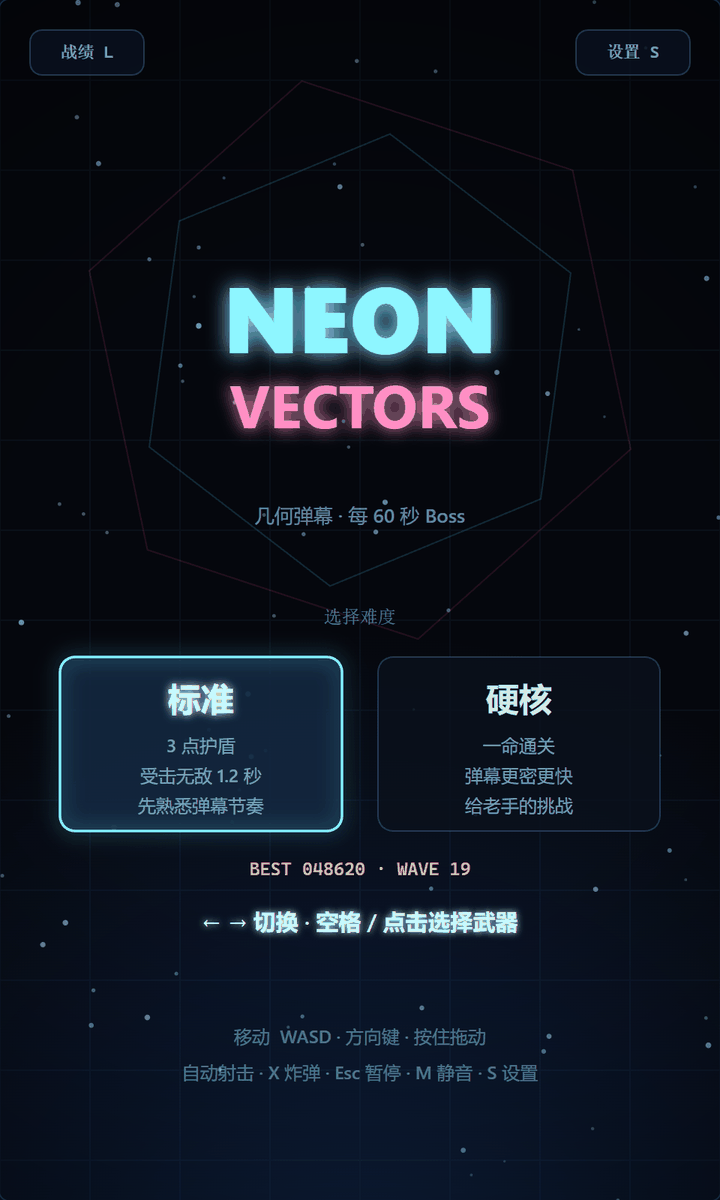 战绩 L
设置 S
NEON
VECTORS
几何弹幕 · 每 60 秒 Boss
选择难度
标准
3 点护盾
受击无敌 1.2 秒
先熟悉弹幕节奏
硬核
一命通关
弹幕更密更快
给老手的挑战
BEST 048620 · WAVE 19
← → 切换 · 空格 / 点击选择武器
移动 WASD · 方向键 · 按住拖动
自动射击 · X 炸弹 · Esc 暂停 · M 静音 · S 设置